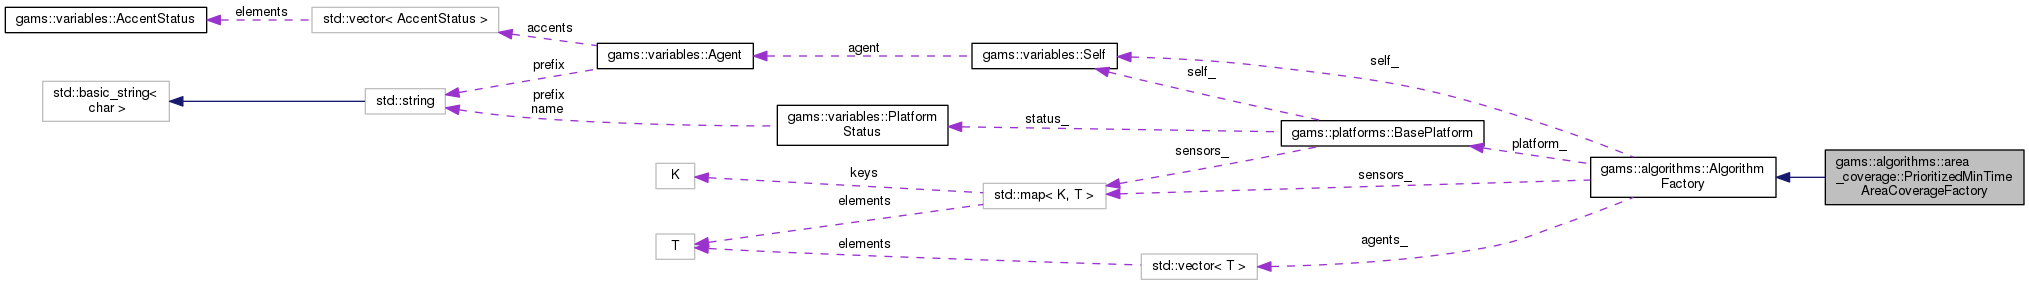 gams::variables::AccentStatus
elements
std::vector< AccentStatus >
accents
gams::variables::Agent
agent
gams::variables::Self
self_
self_
prefix
std::basic_string<
char >
std::string
prefix
name
gams::variables::Platform
Status
status_
gams::platforms::BasePlatform
platform_
sensors_
K
keys
std::map< K, T >
sensors_
gams::algorithms::Algorithm
Factory
gams::algorithms::area
_coverage::PrioritizedMinTime
AreaCoverageFactory
elements
T
elements
std::vector< T >
agents_